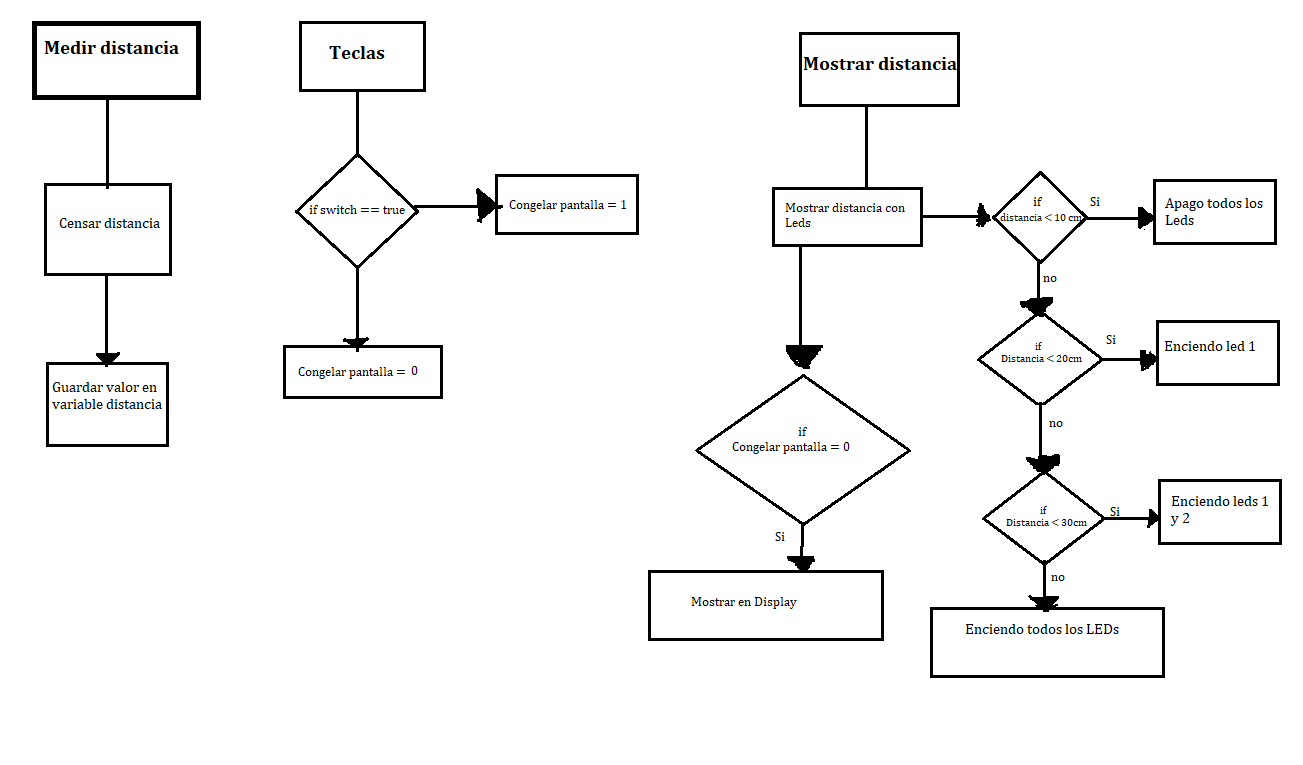 Medir distancia
Censar distancia
Guardar valor en
variable distancia
Teclas
if switch == true
Congelar pantalla = 1
Congelar pantalla = 0
Mostrar distancia
Mostrar distancia con
Leds
if
distancia < 10 cm
Si
Apago todos los
Leds
no
if
Distancia < 20cm
Si
Enciendo led 1
no
if
Distancia < 30cm
Si
Enciendo leds 1
y 2
no
Enciendo todos los LEDs
if
Congelar pantalla = 0
Si
Mostrar en Display